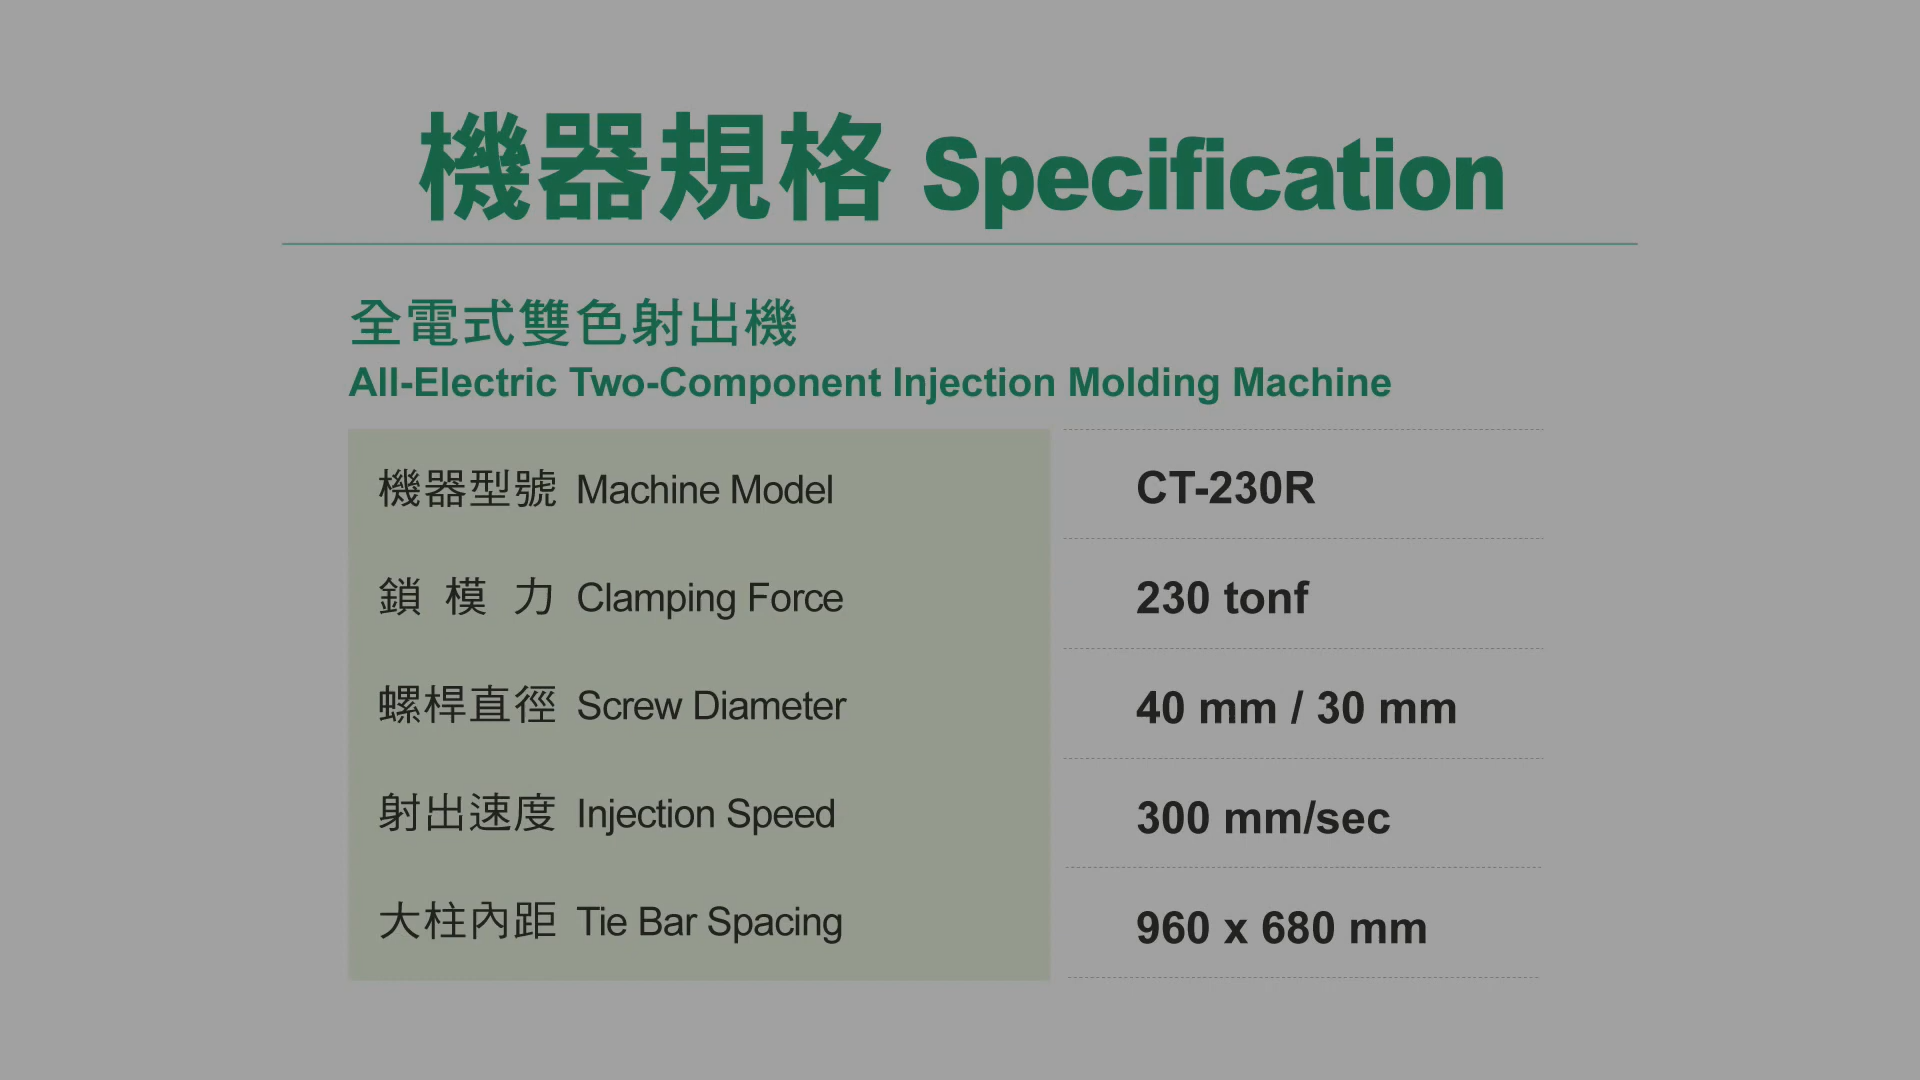 機器規格 Specification
全電式雙色射出機
All-Electric Two-Component Injection Molding Machine
機器型號 Machine Model CT-230R
鎖模力 Clamping Force 230 tonf
螺桿直徑 Screw Diameter 40 mm / 30 mm
射出速度 Injection Speed 300 mm/sec
大柱內距 Tie Bar Spacing 960 x 680 mm